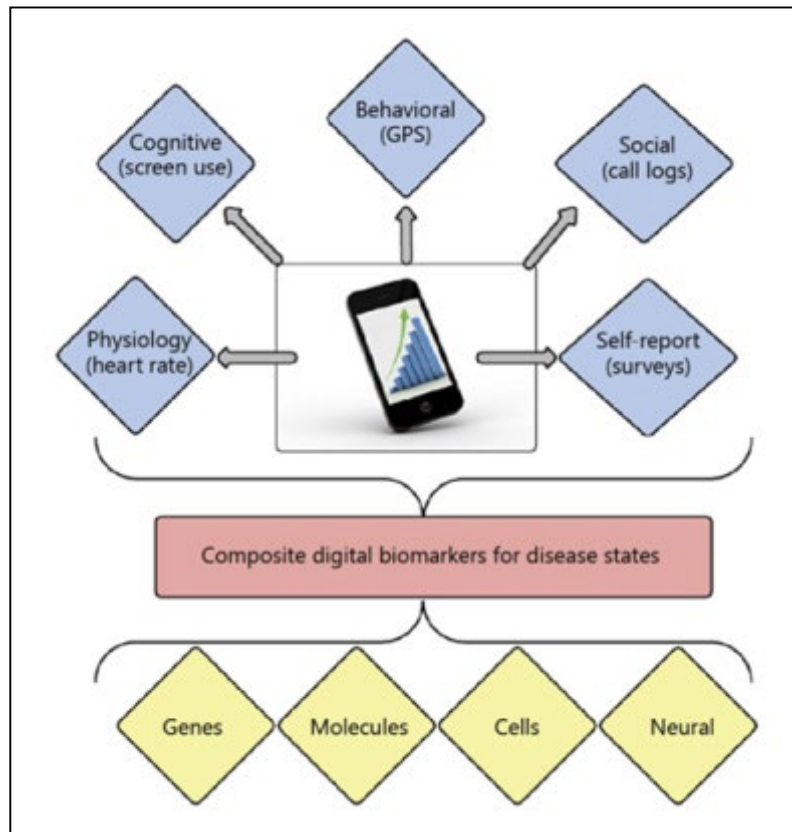 Behavioral
(GPS)
Cognitive
(screen use)
Social
(call logs)
Physiology
(heart rate)
Self-report
(surveys)
Composite digital biomarkers for disease states
Genes
Molecules
Cells
Neural